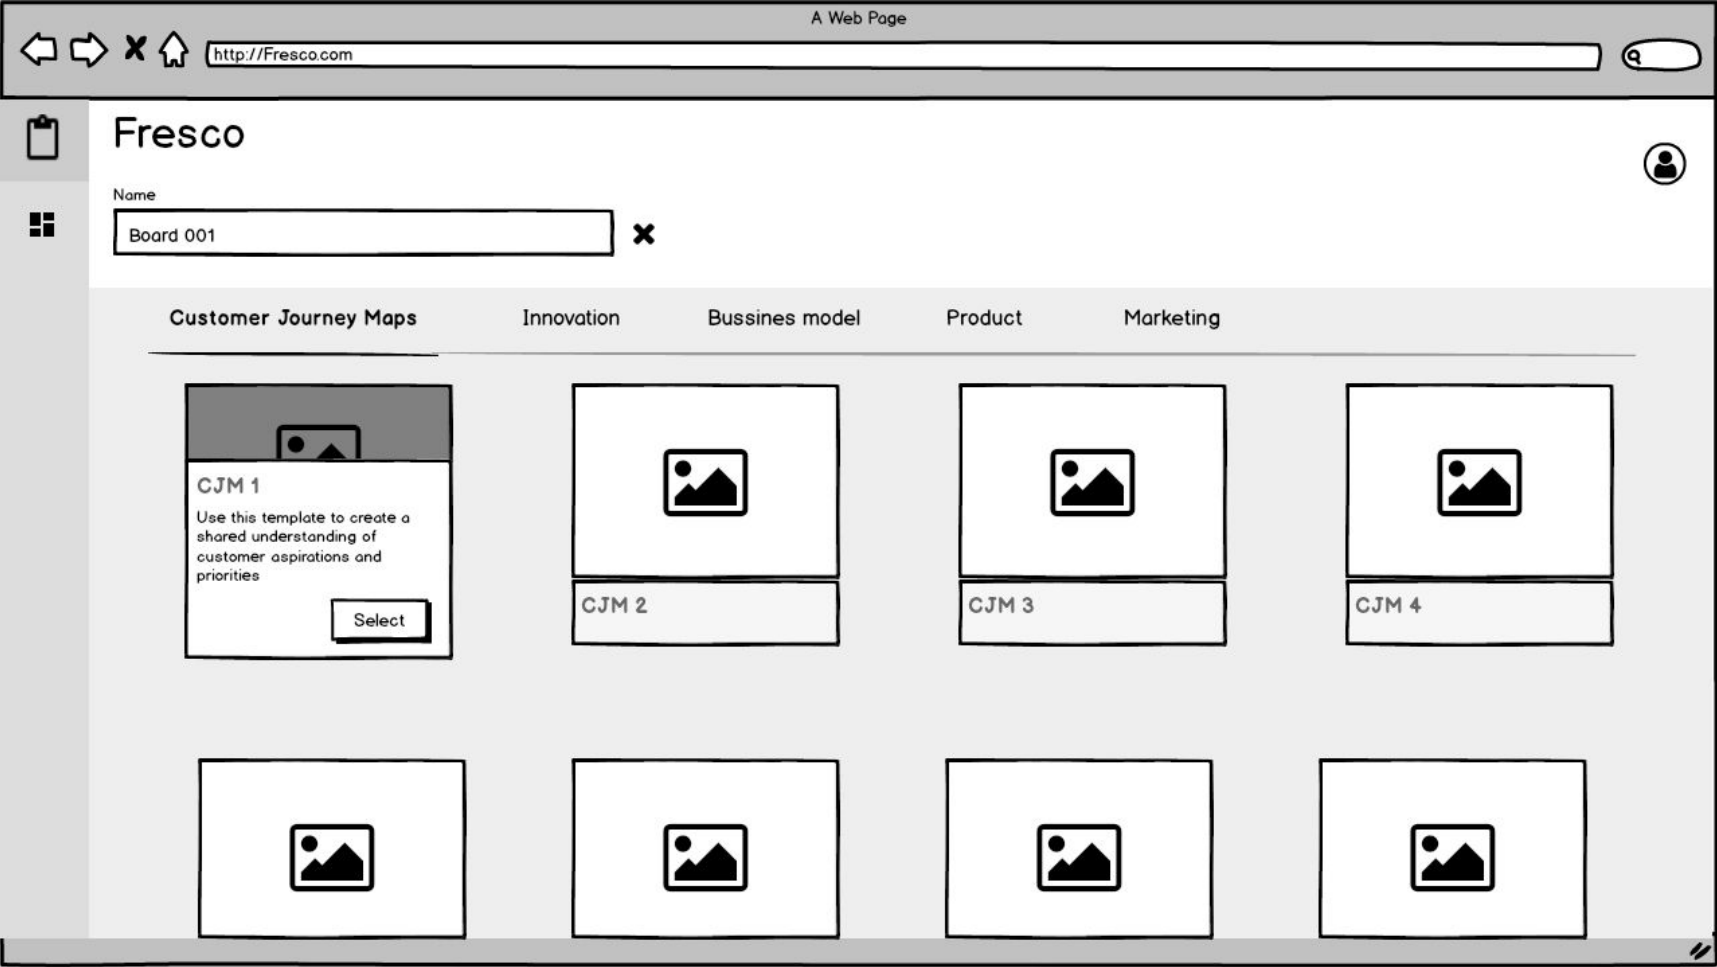 A Web Page
http://Fresco.com
Fresco
Name
Board 001
Customer Journey Maps
Innovation
Bussines model
Product
Marketing
CJM 1
Use this template to create a
shared understanding of
customer aspirations and
priorities
Select
CJM 2
CJM 3
CJM 4